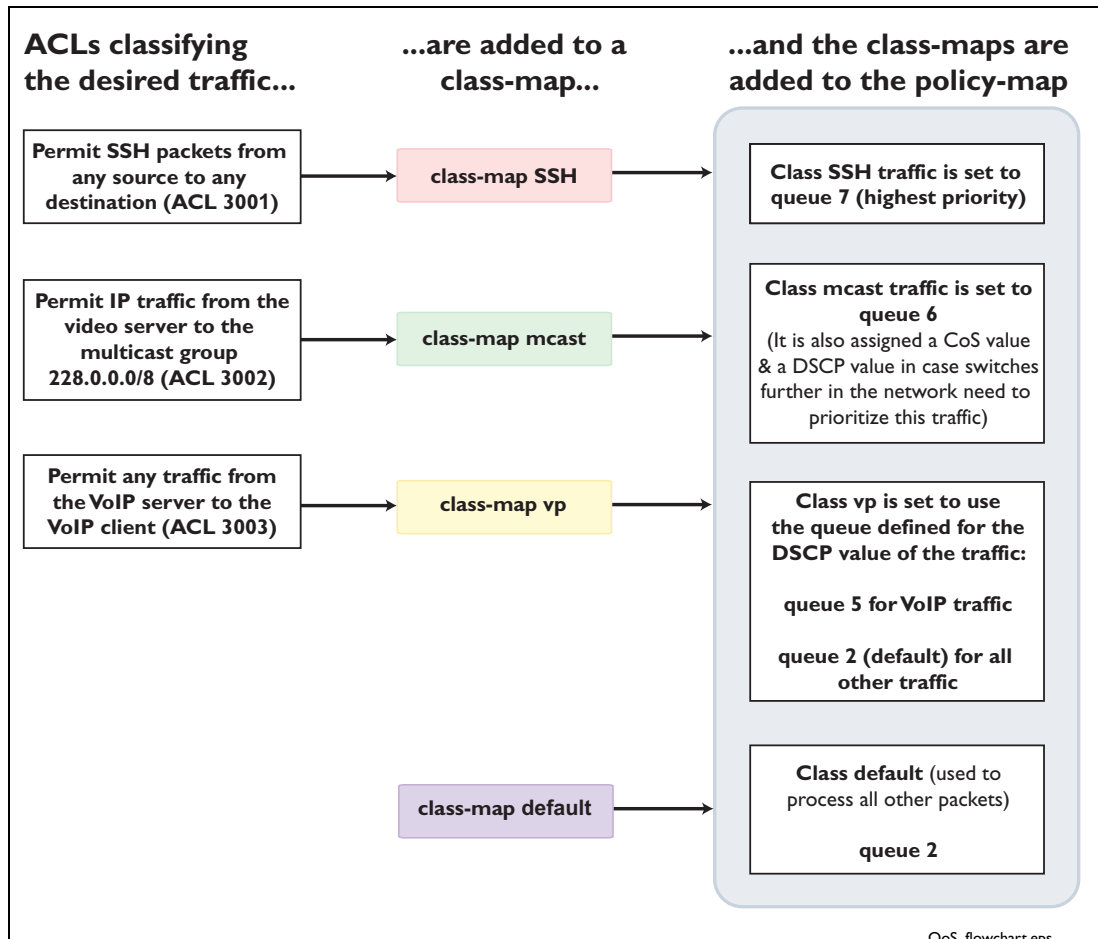 ACLs classifying
the desired traffic...
...are added to a
class-map...
...and the class-maps are
added to the policy-map
Permit SSH packets from
any source to any
destination (ACL 3001)
class-map SSH
Class SSH traffic is set to
queue 7 (highest priority)
Permit IP traffic from the
video server to the
multicast group
228.0.0.0/8 (ACL 3002)
class-map mcast
Class mcast traffic is set to
queue 6
(It is also assigned a CoS value
& a DSCP value in case switches
further in the network need to
prioritize this traffic)
Permit any traffic from
the VoIP server to the
VoIP client (ACL 3003)
class-map vp
Class vp is set to use
the queue defined for the
DSCP value of the traffic:
queue 5 for VoIP traffic
queue 2 (default) for all
other traffic
class-map default
Class default (used to
process all other packets)
queue 2
QoS_flowchart.eps